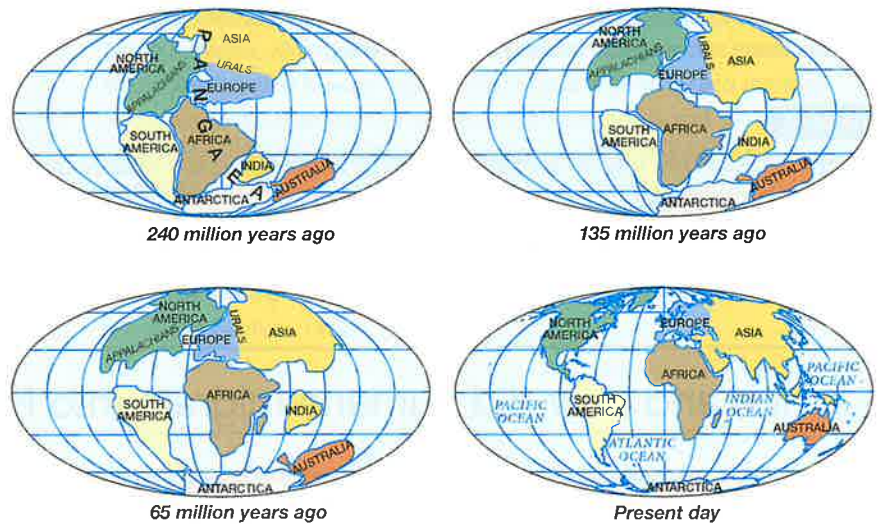 ASIA
PANGAEA
NORTH
AMERICA
URALS
APPALACHIANS
EUROPE
SOUTH
AMERICA
AFRICA
INDIA
AUSTRALIA
ANTARCTICA
240 million years ago
NORTH
AMERICA
URALS
ASIA
APPALACHIANS
EUROPE
SOUTH
AMERICA
AFRICA
INDIA
AUSTRALIA
ANTARCTICA
135 million years ago
NORTH
AMERICA
URALS
APPALACHIANS
EUROPE
ASIA
AFRICA
SOUTH
AMERICA
INDIA
AUSTRALIA
ANTARCTICA
65 million years ago
NORTH
AMERICA
EUROPE
ASIA
AFRICA
PACIFIC
OCEAN
PACIFIC
OCEAN
SOUTH
AMERICA
INDIAN
OCEAN
AUSTRALIA
ATLANTIC
OCEAN
ANTARCTICA
Present day